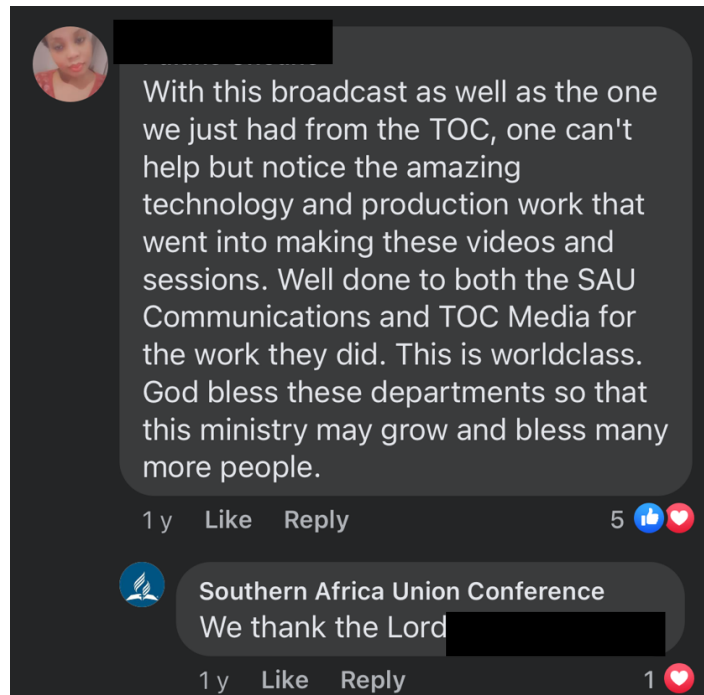 With this broadcast as well as the one
we just had from the TOC, one can't
help but notice the amazing
technology and production work that
went into making these videos and
sessions. Well done to both the SAU
Communications and TOC Media for
the work they did. This is worldclass.
God bless these departments so that
this ministry may grow and bless many
more people.
1 y Like Reply 5
Southern Africa Union Conference
We thank the Lord
1 y Like Reply 1